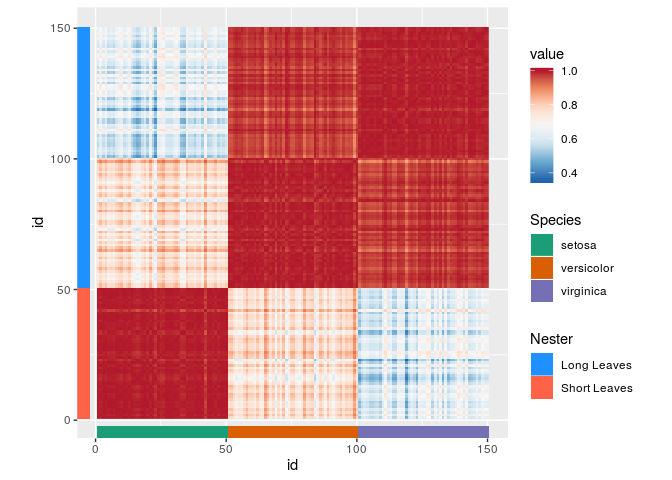 150
100
50
0
id
0
50
100
150
id
value
1.0
0.8
0.6
0.4
Species
setosa
versicolor
virginica
Nester
Long Leaves
Short Leaves